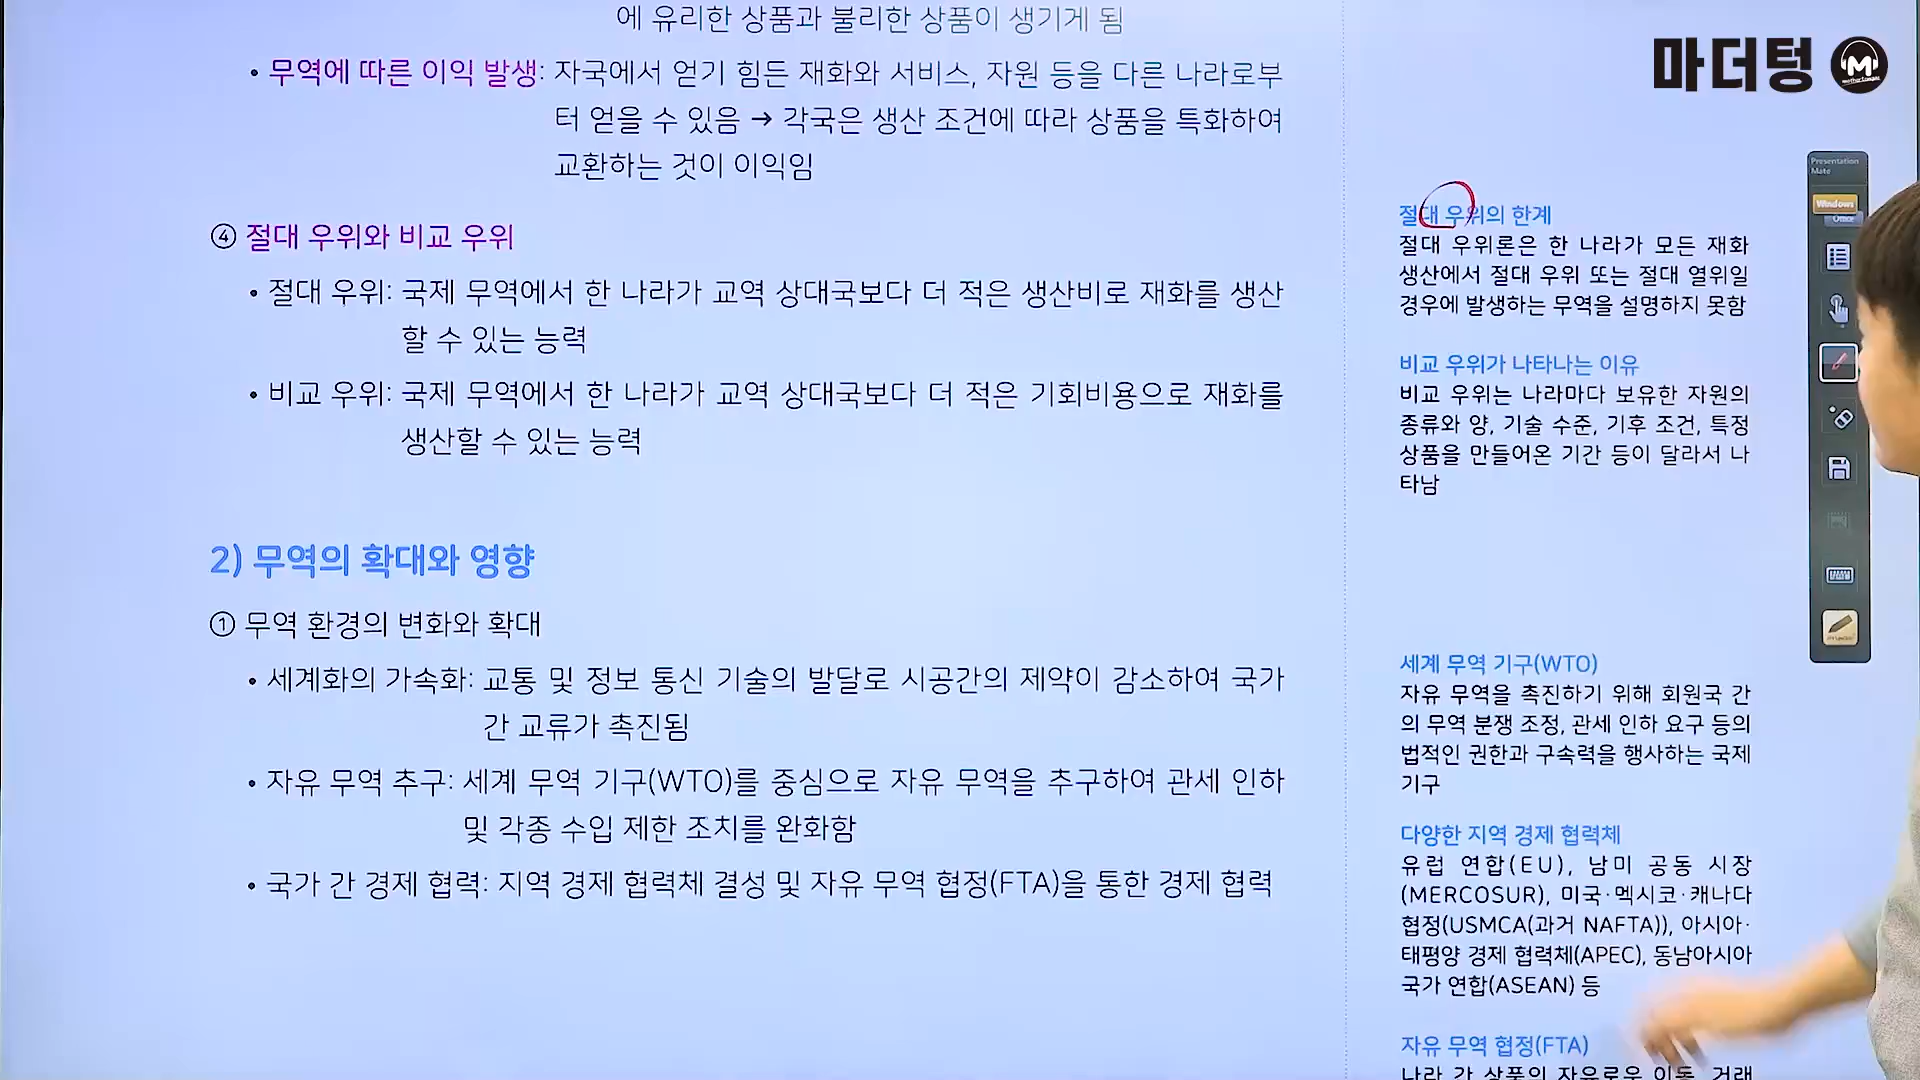 에 유리한 상품과 불리한 상품이 생기게 됨
• 무역에 따른 이익 발생: 자국에서 얻기 힘든 재화와 서비스, 자원 등을 다른 나라로부
터 얻을 수 있음 → 각국은 생산 조건에 따라 상품을 특화하여
교환하는 것이 이익임
④ 절대 우위와 비교 우위
• 절대 우위: 국제 무역에서 한 나라가 교역 상대국보다 더 적은 생산비로 재화를 생산
할 수 있는 능력
• 비교 우위: 국제 무역에서 한 나라가 교역 상대국보다 더 적은 기회비용으로 재화를
생산할 수 있는 능력
2) 무역의 확대와 영향
① 무역 환경의 변화와 확대
• 세계화의 가속화: 교통 및 정보 통신 기술의 발달로 시공간의 제약이 감소하여 국가
간 교류가 촉진됨
• 자유 무역 추구: 세계 무역 기구(WTO)를 중심으로 자유 무역을 추구하여 관세 인하
및 각종 수입 제한 조치를 완화함
• 국가 간 경제 협력: 지역 경제 협력체 결성 및 자유 무역 협정(FTA)을 통한 경제 협력
마더텅
M
절대 우위의 한계
절대 우위론은 한 나라가 모든 재화
생산에서 절대 우위 또는 절대 열위일
경우에 발생하는 무역을 설명하지 못함
비교 우위가 나타나는 이유
비교 우위는 나라마다 보유한 자원의
종류와 양, 기술 수준, 기후 조건, 특정
상품을 만들어온 기간 등이 달라서 나
타남
세계 무역 기구(WTO)
자유 무역을 촉진하기 위해 회원국 간
의 무역 분쟁 조정, 관세 인하 요구 등의
법적인 권한과 구속력을 행사하는 국제
기구
다양한 지역 경제 협력체
유럽 연합(EU), 남미 공동 시장
(MERCOSUR), 미국·멕시코·캐나다
협정(USMCA(과거 NAFTA)), 아시아·
태평양 경제 협력체(APEC), 동남아시아
국가 연합(ASEAN) 등
자유 무역 협정(FTA)
나라 간 상품의 자유로운 이동, 거래
Presentation
Mate
Windows
Office